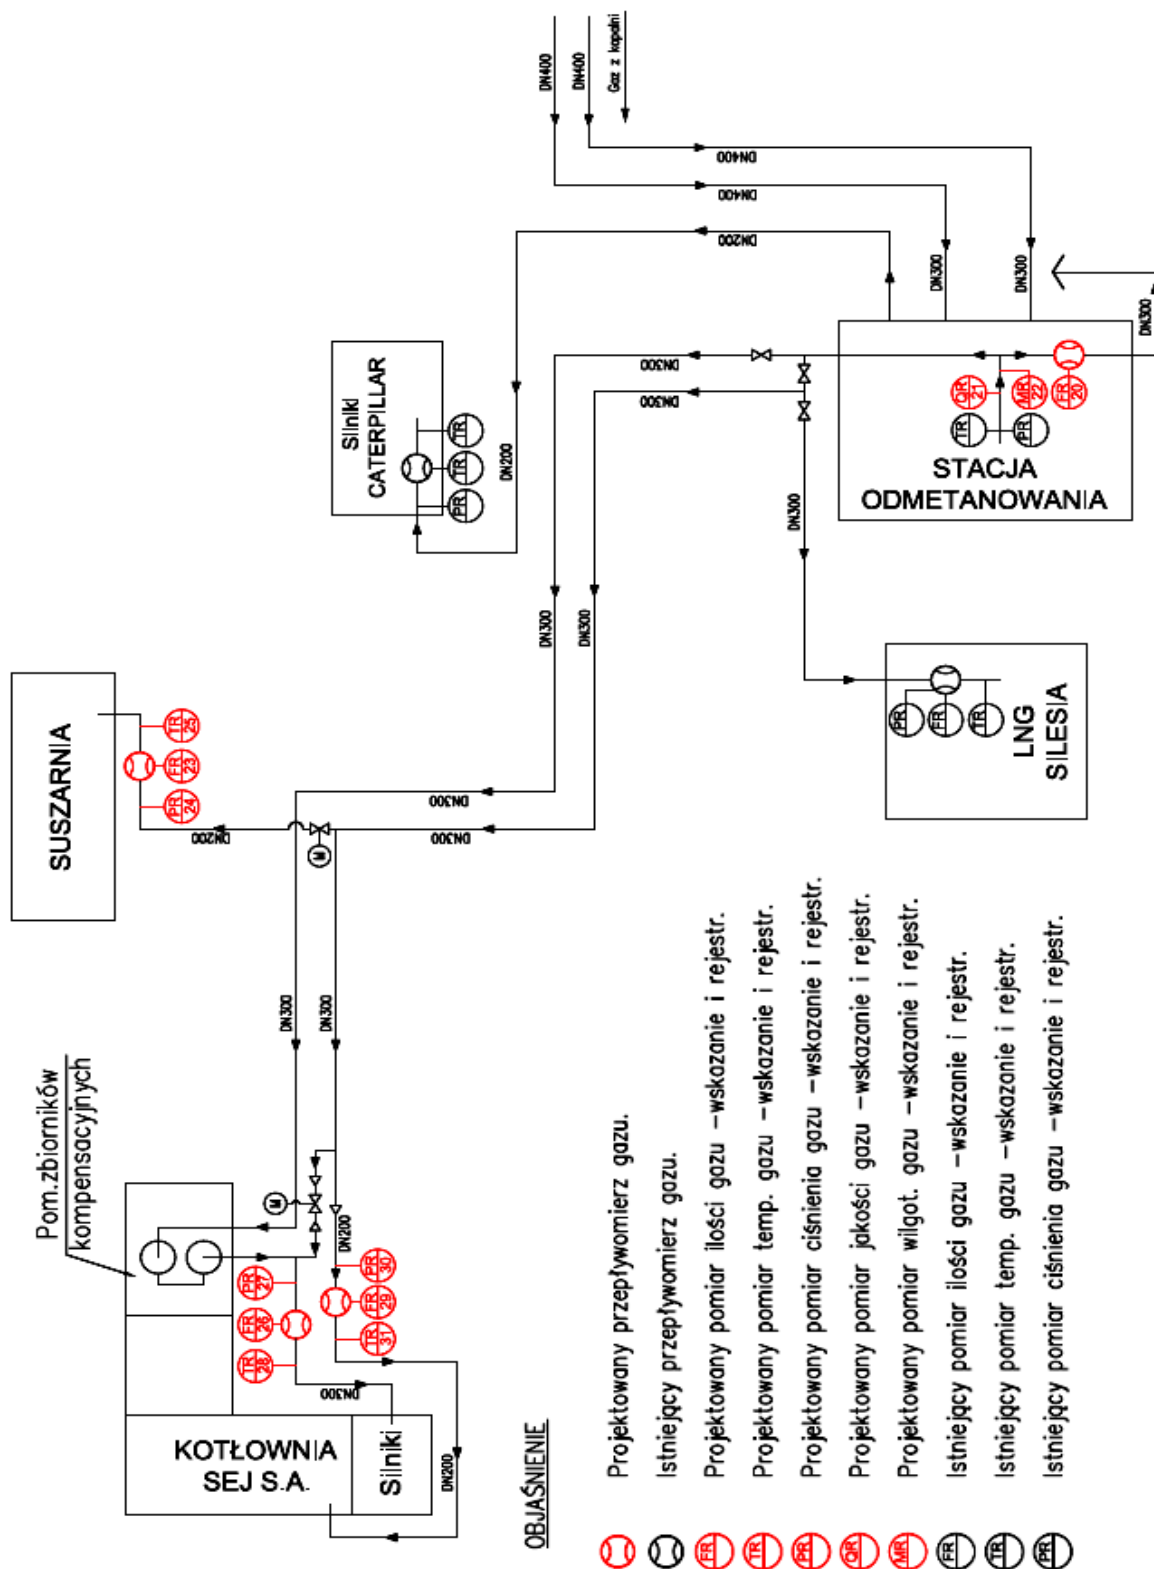 DN400
DN400
Gaz z kopalni
DN400
DN400
DN200
DN300
DN300
DN300
Silniki
CATERPILLAR
TR
TR
PR
DN200
DN300
DN300
QR
21
MR
22
FR
20
TR
PR
STACJA
ODMETANOWANIA
DN300
DN300
DN300
PR
FR
TR
LNG
SILESIA
SUSZARNIA
TR
25
FR
23
PR
24
DN200
M
DN300
DN300
DN300
DN300
Pom.zbiorników
kompensacyjnych
M
DN200
PR
27
FR
26
TR
28
PR
30
FR
29
TR
31
DN300
KOTŁOWNIA
SEJ S.A.
Silniki
DN200
OBJAŚNIENIE
Projektowany przepływomierz gazu.
Istniejący przepływomierz gazu.
FR Projektowany pomiar ilości gazu –wskazanie i rejestr.
TR Projektowany pomiar temp. gazu –wskazanie i rejestr.
PR Projektowany pomiar ciśnienia gazu –wskazanie i rejestr.
QR Projektowany pomiar jakości gazu –wskazanie i rejestr.
MR Projektowany pomiar wilgot. gazu –wskazanie i rejestr.
FR Istniejący pomiar ilości gazu –wskazanie i rejestr.
TR Istniejący pomiar temp. gazu –wskazanie i rejestr.
PR Istniejący pomiar ciśnienia gazu –wskazanie i rejestr.